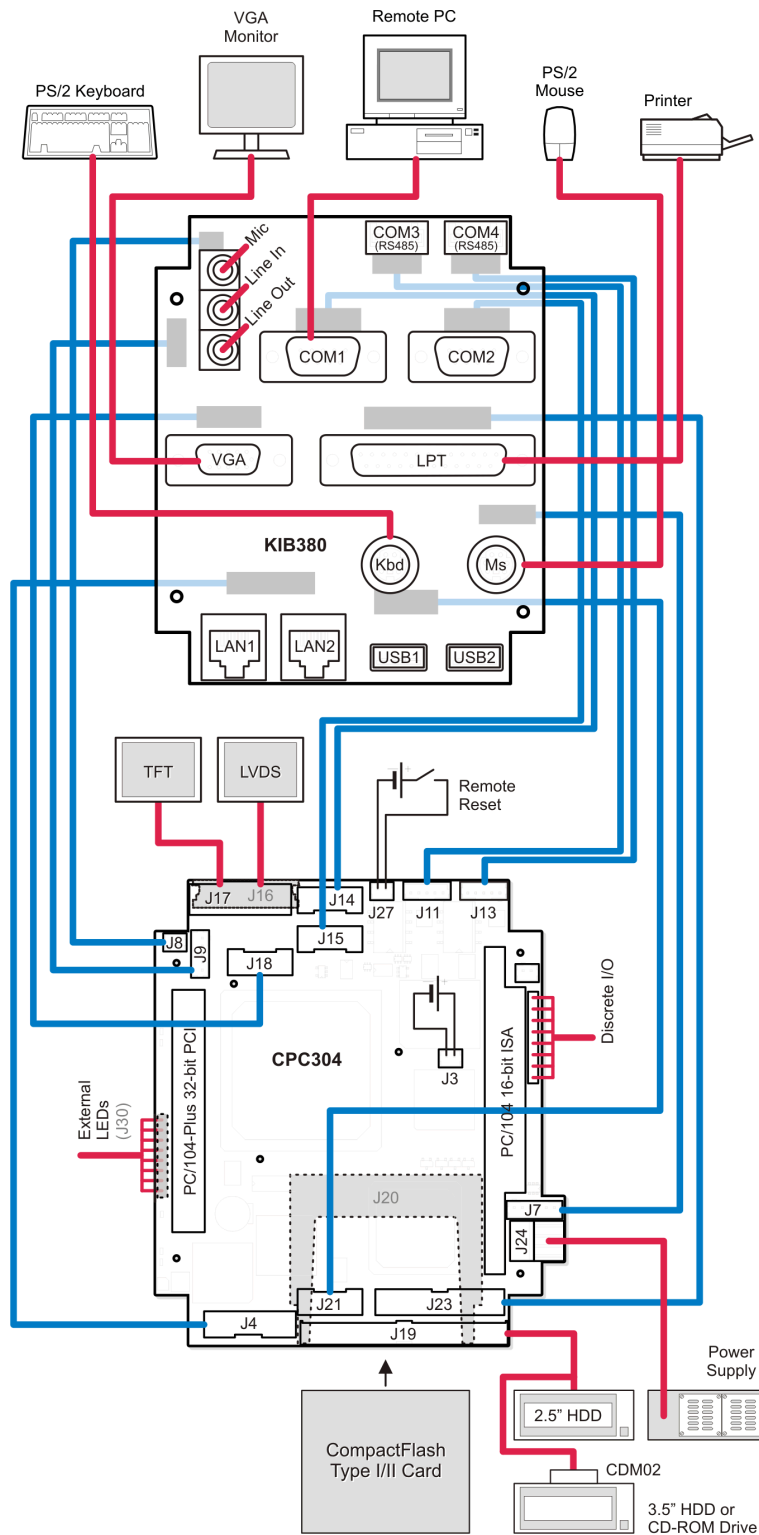 VGA
Monitor
Remote PC
PS/2 Keyboard
PS/2
Mouse
Printer
Mic
Line In
Line Out
COM3
(RS485)
COM4
(RS485)
COM1
COM2
VGA
LPT
KIB380
Kbd
Ms
LAN1
LAN2
USB1
USB2
TFT
LVDS
Remote
Reset
J17
J16
J14
J27
J11
J13
J8
J9
J15
J18
PC/104-Plus 32-bit PCI
CPC304
J3
PC/104 16-bit ISA
Discrete I/O
External
LEDs
(J30)
J20
J7
J24
J21
J23
J4
J19
Power
Supply
2.5” HDD
CompactFlash
Type I/II Card
CDM02
3.5” HDD or
CD-ROM Drive